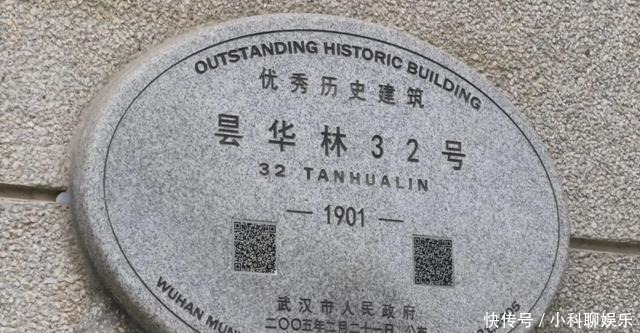 OUTSTANDING HISTORIC BUILDING
优秀历史建筑
昙华林32号
32 TANHUALIN
— 1901 —
武汉市人民政府
WUHAN MUN
快传号 / 小科聊娱乐